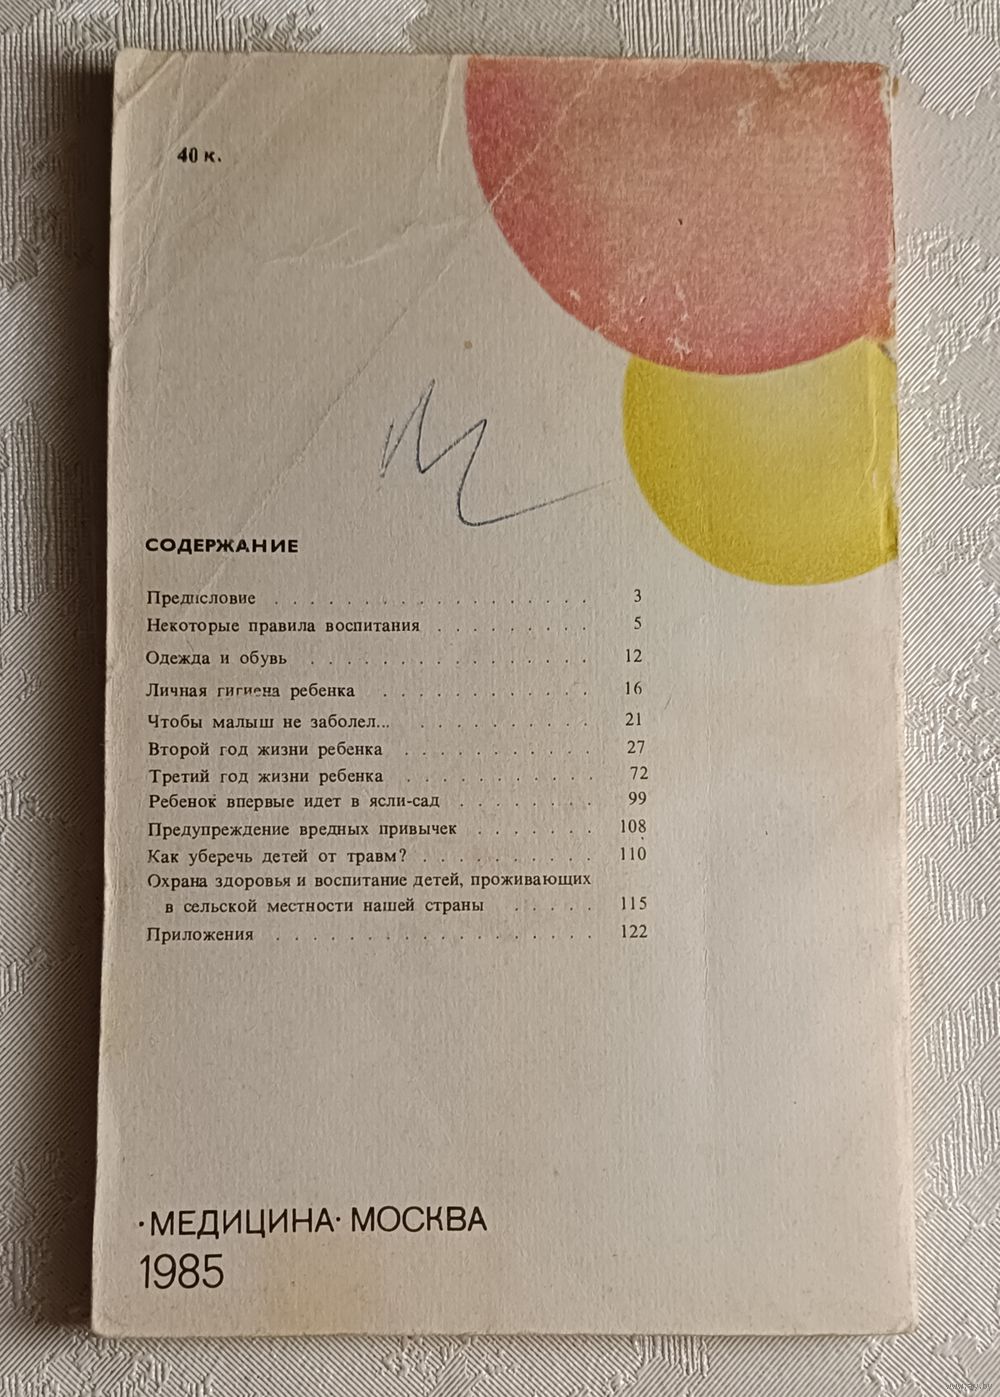 40 к.
СОДЕРЖАНИЕ
Предисловие . . . . . . . . . . . . . . . . . . 3
Некоторые правила воспитания . . . . . . . . . 5
Одежда и обувь . . . . . . . . . . . . . . . . 12
Личная гигиена ребенка . . . . . . . . . . . . 16
Чтобы малыш не заболел... . . . . . . . . . . 21
Второй год жизни ребенка . . . . . . . . . . . 27
Третий год жизни ребенка . . . . . . . . . . . 72
Ребенок впервые идет в ясли-сад . . . . . . . . 99
Предупреждение вредных привычек . . . . . . . 108
Как уберечь детей от травм? . . . . . . . . . . 110
Охрана здоровья и воспитание детей, проживающих
в сельской местности нашей страны . . . . . 115
Приложения . . . . . . . . . . . . . . . . . . 122
·МЕДИЦИНА· МОСКВА
1985